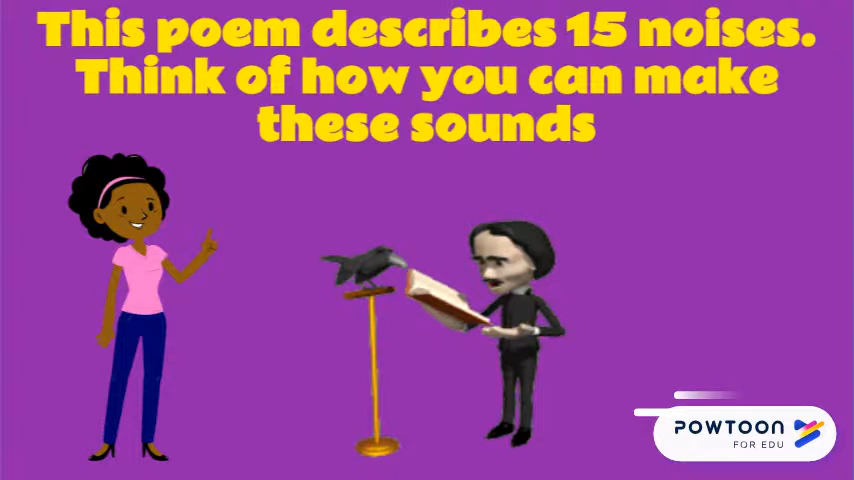 This poem describes 15 noises.
Think of how you can make
these sounds
POWTOON
FOR EDU